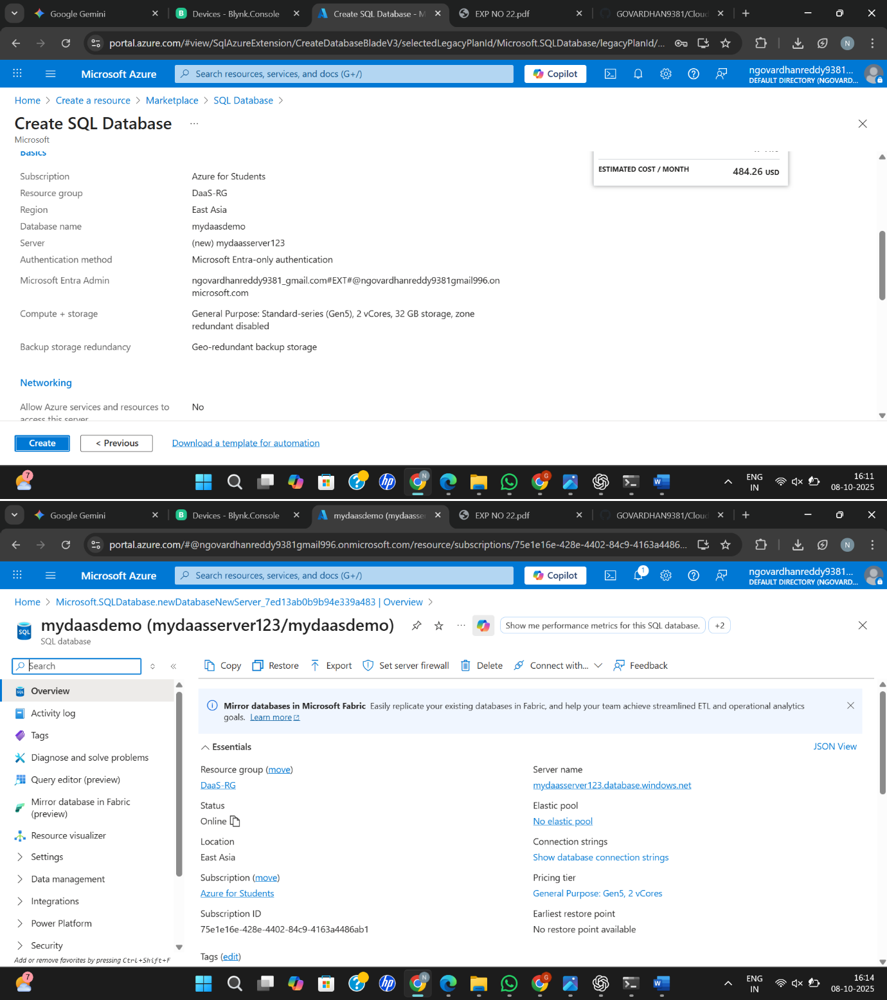 Google Gemini
Devices - Blynk.Console
Create SQL Database - M
EXP NO 22.pdf
GOVARDHAN9381/Cloud
portal.azure.com/#view/SqlAzureExtension/CreateDatabaseBladeV3/selectedLegacyPlanId/Microsoft.SQLDatabase/legacyPlanId/...
N
Microsoft Azure
Search resources, services, and docs (G+/)
Copilot
ngovardhanreddy9381...
DEFAULT DIRECTORY (NGOVARD...
Home > Create a resource > Marketplace > SQL Database >
Create SQL Database ...
Microsoft
Basics
ESTIMATED COST / MONTH 484.26 USD
Subscription Azure for Students
Resource group DaaS-RG
Region East Asia
Database name mydaasdemo
Server (new) mydaasserver123
Authentication method Microsoft Entra-only authentication
Microsoft Entra Admin ngovardhanreddy9381_gmail.com#EXT#@ngovardhanreddy9381gmail996.on
microsoft.com
Compute + storage General Purpose: Standard-series (Gen5), 2 vCores, 32 GB storage, zone
redundant disabled
Backup storage redundancy Geo-redundant backup storage
Networking
Allow Azure services and resources to No
access this server
Create
< Previous
Download a template for automation
7
hp
N
G
W
ENG
IN
16:11
08-10-2025
Google Gemini
Devices - Blynk.Console
mydaasdemo (mydaasser
EXP NO 22.pdf
GOVARDHAN9381/Cloud
portal.azure.com/#@ngovardhanreddy9381gmail996.onmicrosoft.com/resource/subscriptions/75e1e16e-428e-4402-84c9-4163a4486...
N
Microsoft Azure
Search resources, services, and docs (G+/)
Copilot
1
ngovardhanreddy9381...
DEFAULT DIRECTORY (NGOVARD...
Home > Microsoft.SQLDatabase.newDatabaseNewServer_7ed13ab0b9b94e339a483 | Overview >
SQL
mydaasdemo (mydaasserver123/mydaasdemo)
...
Show me performance metrics for this SQL database.
+2
SQL database
Search
Copy
Restore
Export
Set server firewall
Delete
Connect with...
Feedback
Overview
Activity log
Tags
Diagnose and solve problems
Query editor (preview)
Mirror database in Fabric
(preview)
Resource visualizer
Settings
Data management
Integrations
Power Platform
Security
Add or remove favorites by pressing Ctrl+Shift+F
Mirror databases in Microsoft Fabric Easily replicate your existing databases in Fabric, and help your team achieve streamlined ETL and operational analytics
goals. Learn more
Essentials
JSON View
Resource group (move)
DaaS-RG
Status
Online
Location
East Asia
Subscription (move)
Azure for Students
Subscription ID
75e1e16e-428e-4402-84c9-4163a4486ab1
Tags (edit)
Server name
mydaasserver123.database.windows.net
Elastic pool
No elastic pool
Connection strings
Show database connection strings
Pricing tier
General Purpose: Gen5, 2 vCores
Earliest restore point
No restore point available
7
hp
N
G
W
ENG
IN
16:14
08-10-2025